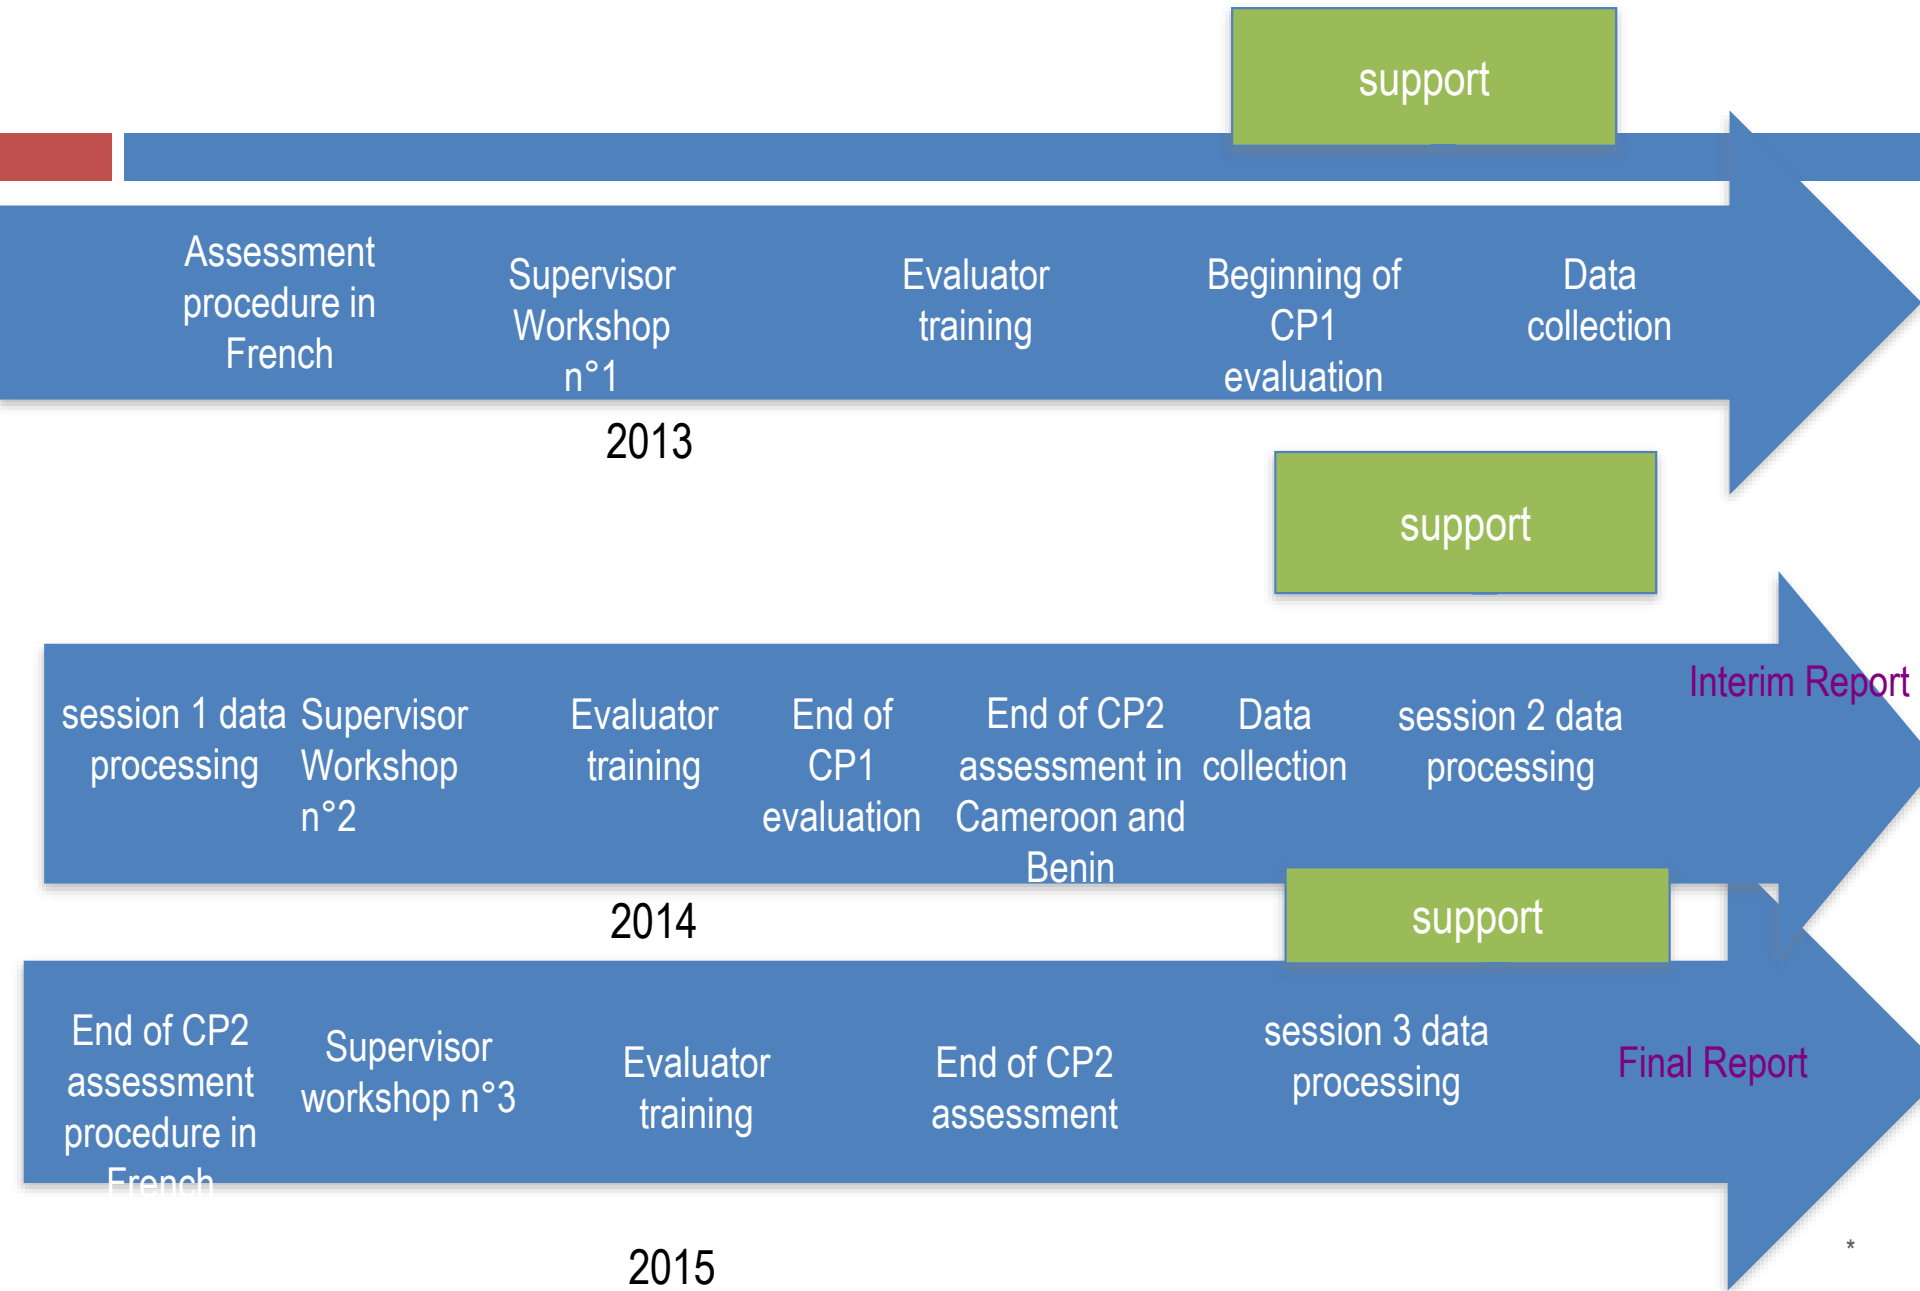 support
Assessment
procedure in
French
Supervisor
Workshop
n°1
Evaluator
training
Beginning of
CP1
evaluation
Data
collection
2013
support
session 1 data
processing
Supervisor
Workshop
n°2
Evaluator
training
End of
CP1
evaluation
End of CP2
assessment in
Cameroon and
Benin
Data
collection
session 2 data
processing
Interim Report
2014
support
End of CP2
assessment
procedure in
French
Supervisor
workshop n°3
Evaluator
training
End of CP2
assessment
session 3 data
processing
Final Report
2015
*